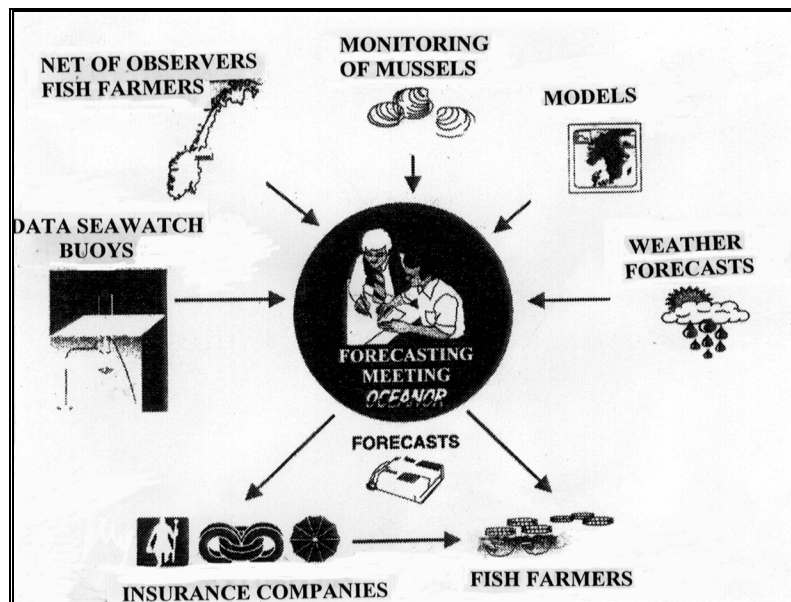 NET OF OBSERVERS
FISH FARMERS
MONITORING
OF MUSSELS
MODELS
DATA SEAWATCH
BUOYS
WEATHER
FORECASTS
FORECASTING
MEETING
OCEANOR
FORECASTS
INSURANCE COMPANIES
FISH FARMERS